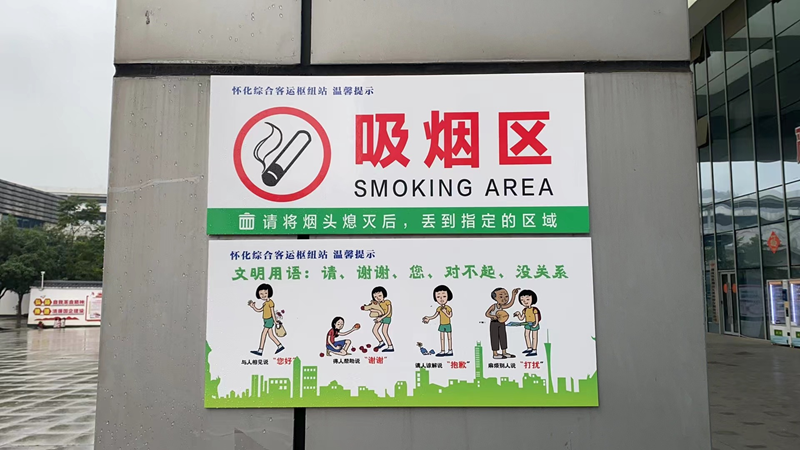 怀化综合客运枢纽站 温馨提示
吸烟区
SMOKING AREA
请将烟头熄灭后，丢到指定的区域
怀化综合客运枢纽站 温馨提示
文明用语：请、谢谢、您、对不起、没关系
与人相见说“您好”
得人帮助说“谢谢”
请人谅解说“抱歉”
麻烦别人说“打扰”